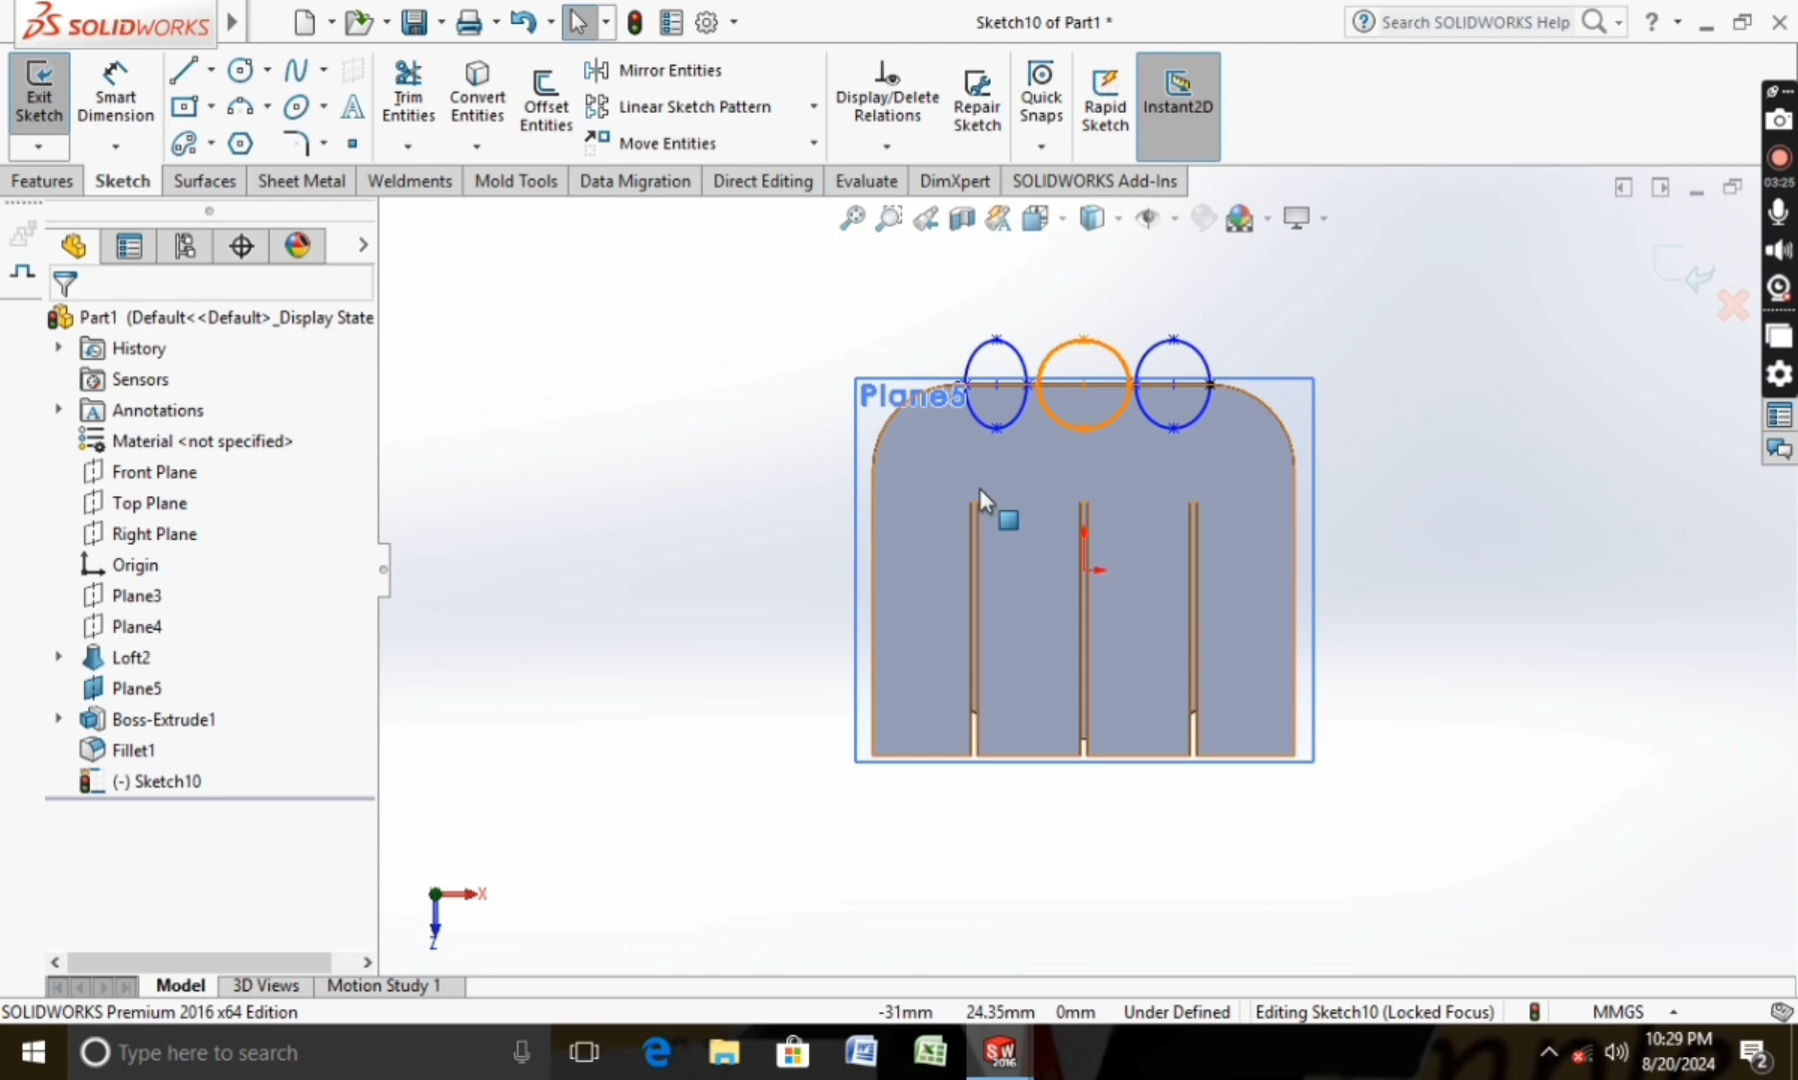 SOLIDWORKS
Sketch10 of Part1 *
Search SOLIDWORKS Help
Exit Sketch
Smart Dimension
Trim Entities
Convert Entities
Offset Entities
Mirror Entities
Linear Sketch Pattern
Move Entities
Display/Delete Relations
Repair Sketch
Quick Snaps
Rapid Sketch
Instant2D
Features
Sketch
Surfaces
Sheet Metal
Weldments
Mold Tools
Data Migration
Direct Editing
Evaluate
DimXpert
SOLIDWORKS Add-Ins
03:25
Part1 (Default<<Default>_Display State
History
Sensors
Annotations
Material <not specified>
Front Plane
Top Plane
Right Plane
Origin
Plane3
Plane4
Loft2
Plane5
Boss-Extrude1
Fillet1
(-) Sketch10
Plane5
X
Z
Model
3D Views
Motion Study 1
SOLIDWORKS Premium 2016 x64 Edition
-31mm
24.35mm
0mm
Under Defined
Editing Sketch10 (Locked Focus)
MMGS
Type here to search
SW
2016
10:29 PM
8/20/2024
2